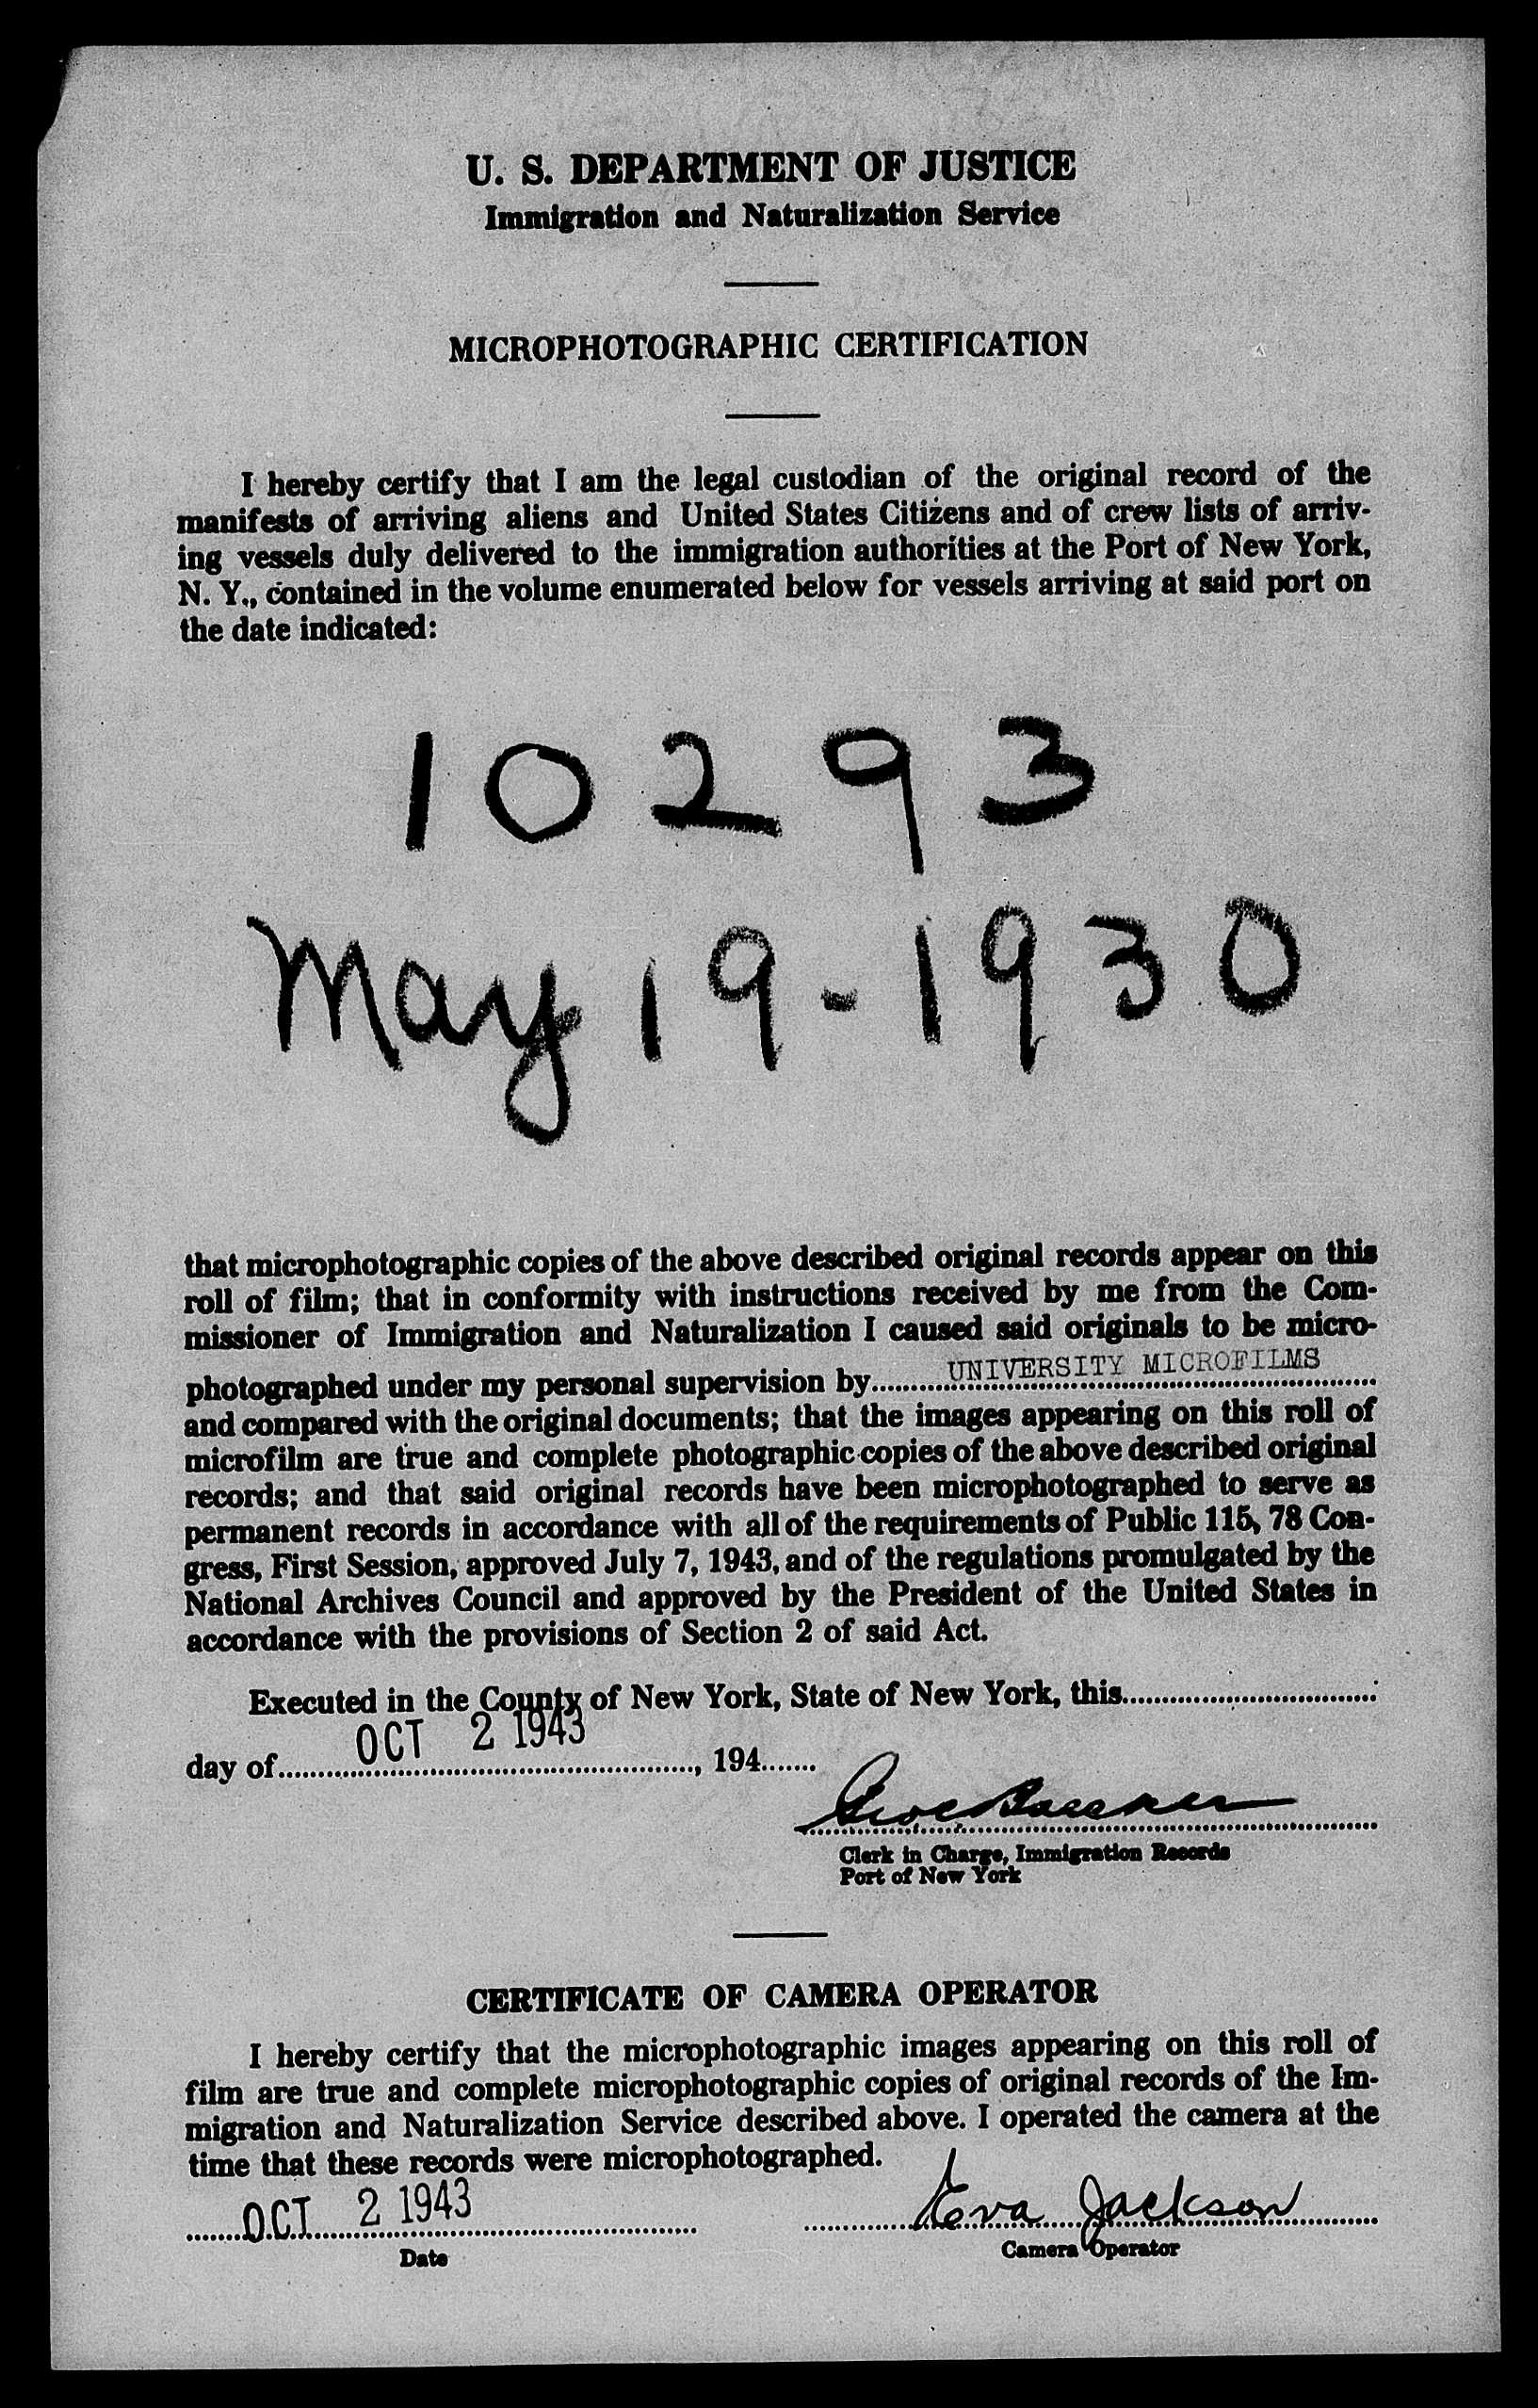 U. S. DEPARTMENT OF JUSTICE
Immigration and Naturalization Service
MICROPHOTOGRAPHIC CERTIFICATION
I hereby certify that I am the legal custodian of the original record of the
manifests of arriving aliens and United States Citizens and of crew lists of arriv-
ing vessels duly delivered to the immigration authorities at the Port of New York,
N. Y., contained in the volume enumerated below for vessels arriving at said port on
the date indicated:
10293
May 19-1930
that microphotographic copies of the above described original records appear on this
roll of film; that in conformity with instructions received by me from the Com-
missioner of Immigration and Naturalization I caused said originals to be micro-
photographed under my personal supervision by UNIVERSITY MICROFILMS
and compared with the original documents; that the images appearing on this roll of
microfilm are true and complete photographic copies of the above described original
records; and that said original records have been microphotographed to serve as
permanent records in accordance with all of the requirements of Public 115, 78 Con-
gress, First Session, approved July 7, 1943, and of the regulations promulgated by the
National Archives Council and approved by the President of the United States in
accordance with the provisions of Section 2 of said Act.
Executed in the County of New York, State of New York, this
day of OCT 2 1943, 194
Clerk in Charge, Immigration Records
Port of New York
CERTIFICATE OF CAMERA OPERATOR
I hereby certify that the microphotographic images appearing on this roll of
film are true and complete microphotographic copies of original records of the Im-
migration and Naturalization Service described above. I operated the camera at the
time that these records were microphotographed.
OCT 2 1943 Eva Jackson
Date Camera Operator